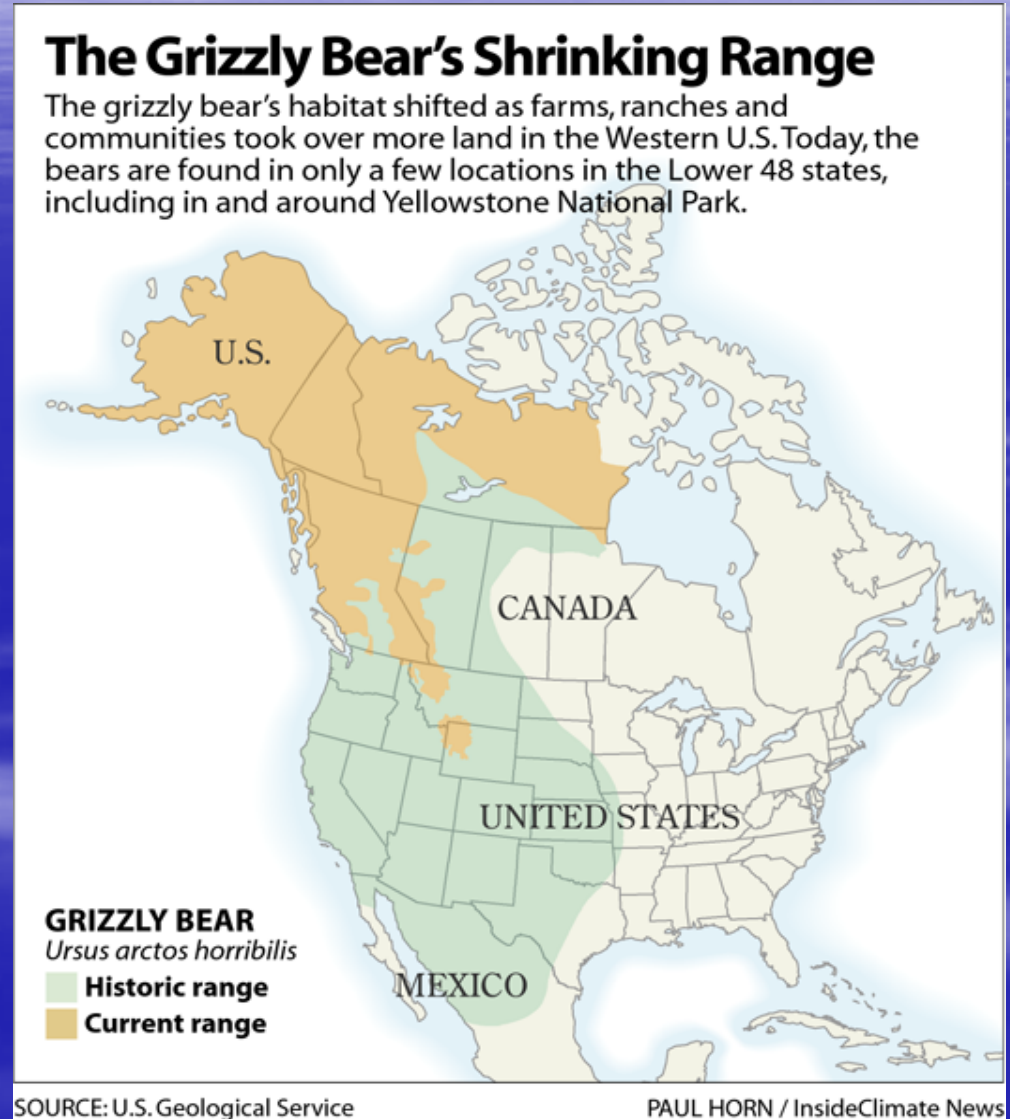 The Grizzly Bear's Shrinking Range
The grizzly bear's habitat shifted as farms, ranches and
communities took over more land in the Western U.S. Today, the
bears are found in only a few locations in the Lower 48 states,
including in and around Yellowstone National Park.
U.S.
CANADA
UNITED STATES
MEXICO
GRIZZLY BEAR
Ursus arctos horribilis
Historic range
Current range
SOURCE: U.S. Geological Service
PAUL HORN / InsideClimate News